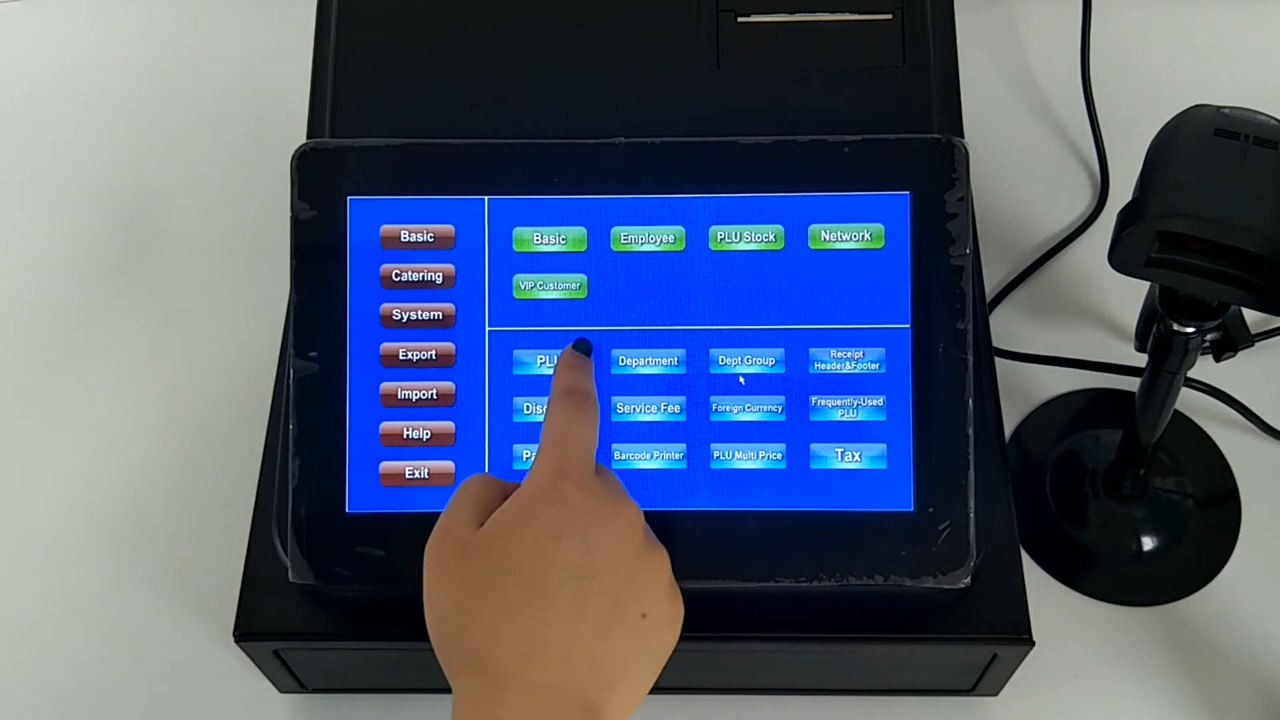 Basic
Catering
System
Export
Import
Help
Exit
Basic
Employee
PLU Stock
Network
VIP Customer
PLU
Department
Dept Group
Receipt
Header&Footer
Service Fee
Foreign Currency
Frequently-Used
PLU
Barcode Printer
PLU Multi Price
Tax